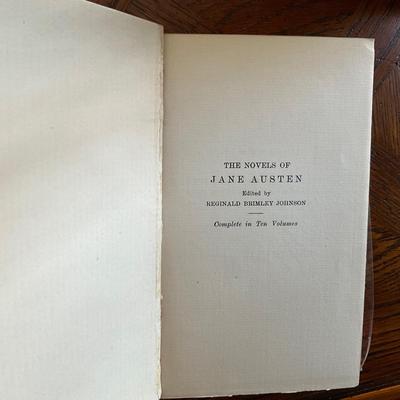 THE NOVELS OF
JANE AUSTEN
Edited by
REGINALD BRIMLEY JOHNSON
Complete in Ten Volumes